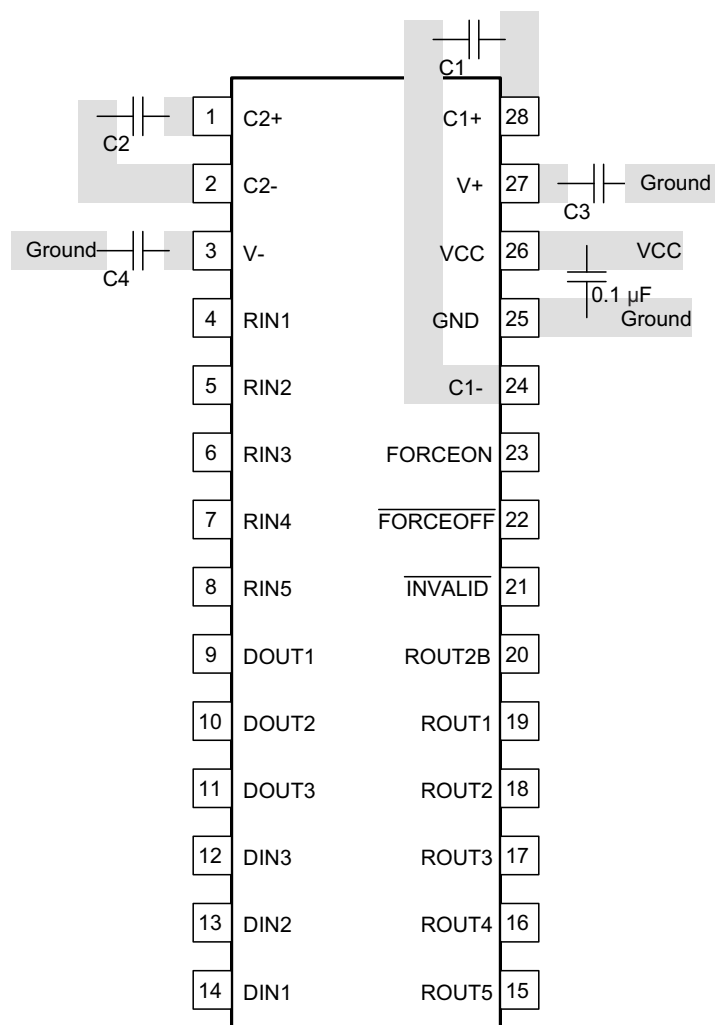 C1
1 C2+ C1+ 28
C2
2 C2- V+ 27 Ground
C3
Ground 3 V- VCC 26 VCC
C4
0.1 µF
4 RIN1 GND 25 Ground
5 RIN2 C1- 24
6 RIN3 FORCEON 23
7 RIN4 FORCEOFF 22
8 RIN5 INVALID 21
9 DOUT1 ROUT2B 20
10 DOUT2 ROUT1 19
11 DOUT3 ROUT2 18
12 DIN3 ROUT3 17
13 DIN2 ROUT4 16
14 DIN1 ROUT5 15